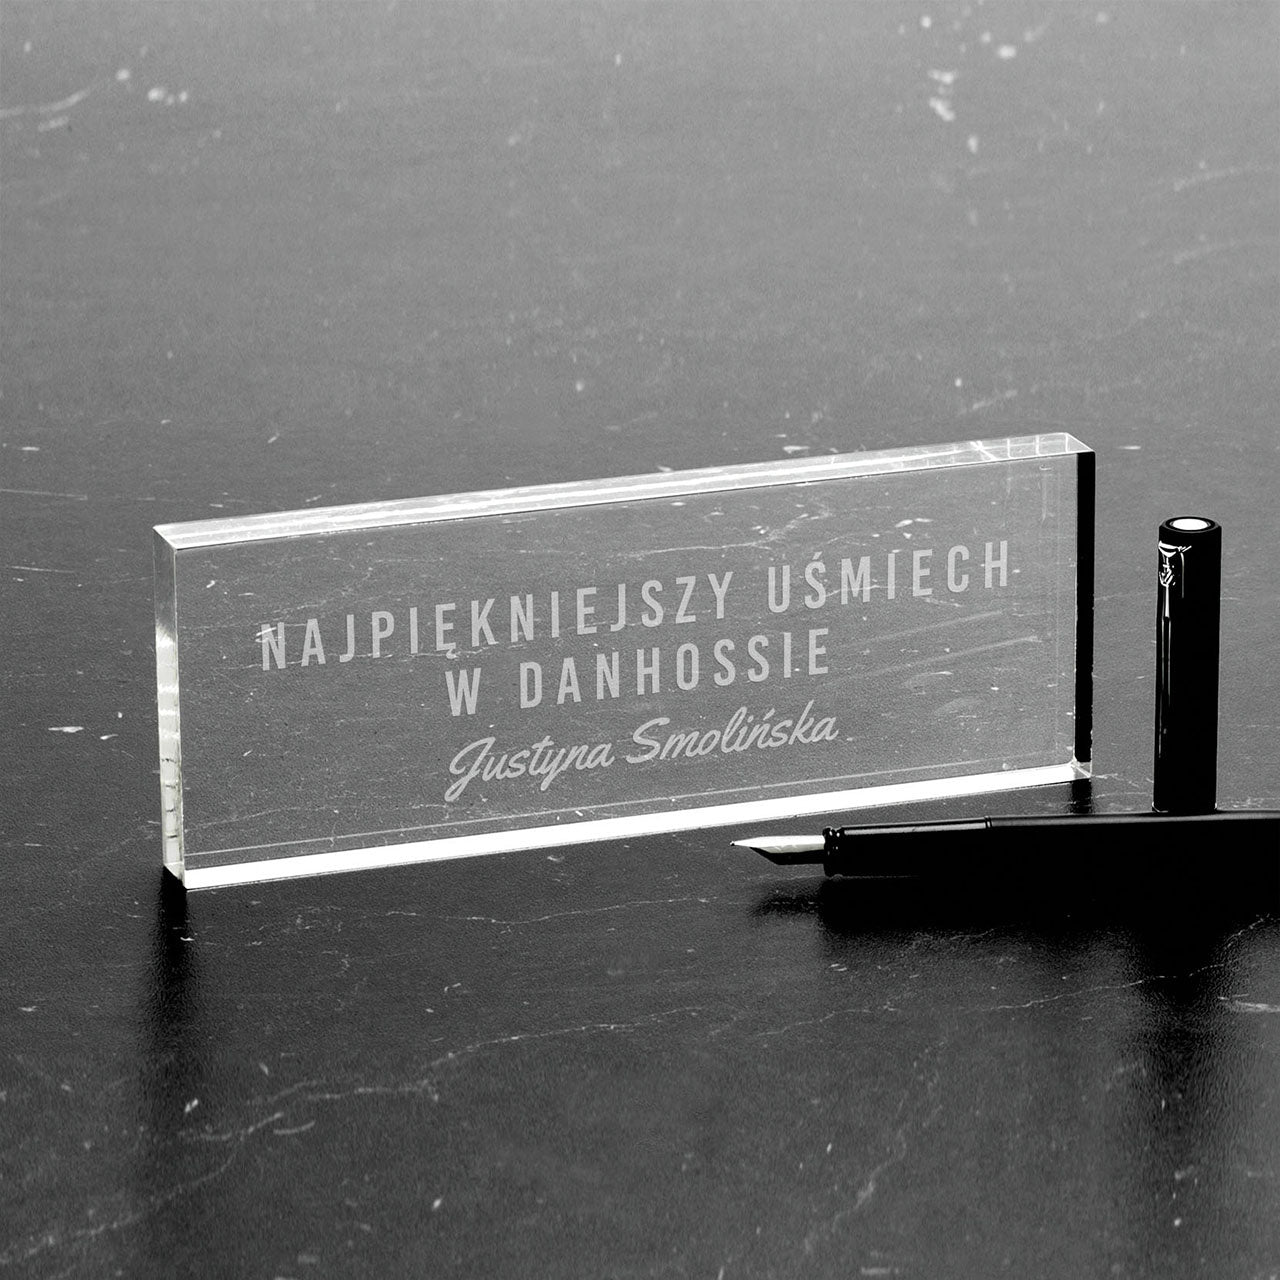 NAJPIĘKNIEJSZY UŚMIECH
W DANHOSSIE
Justyna Smolińska